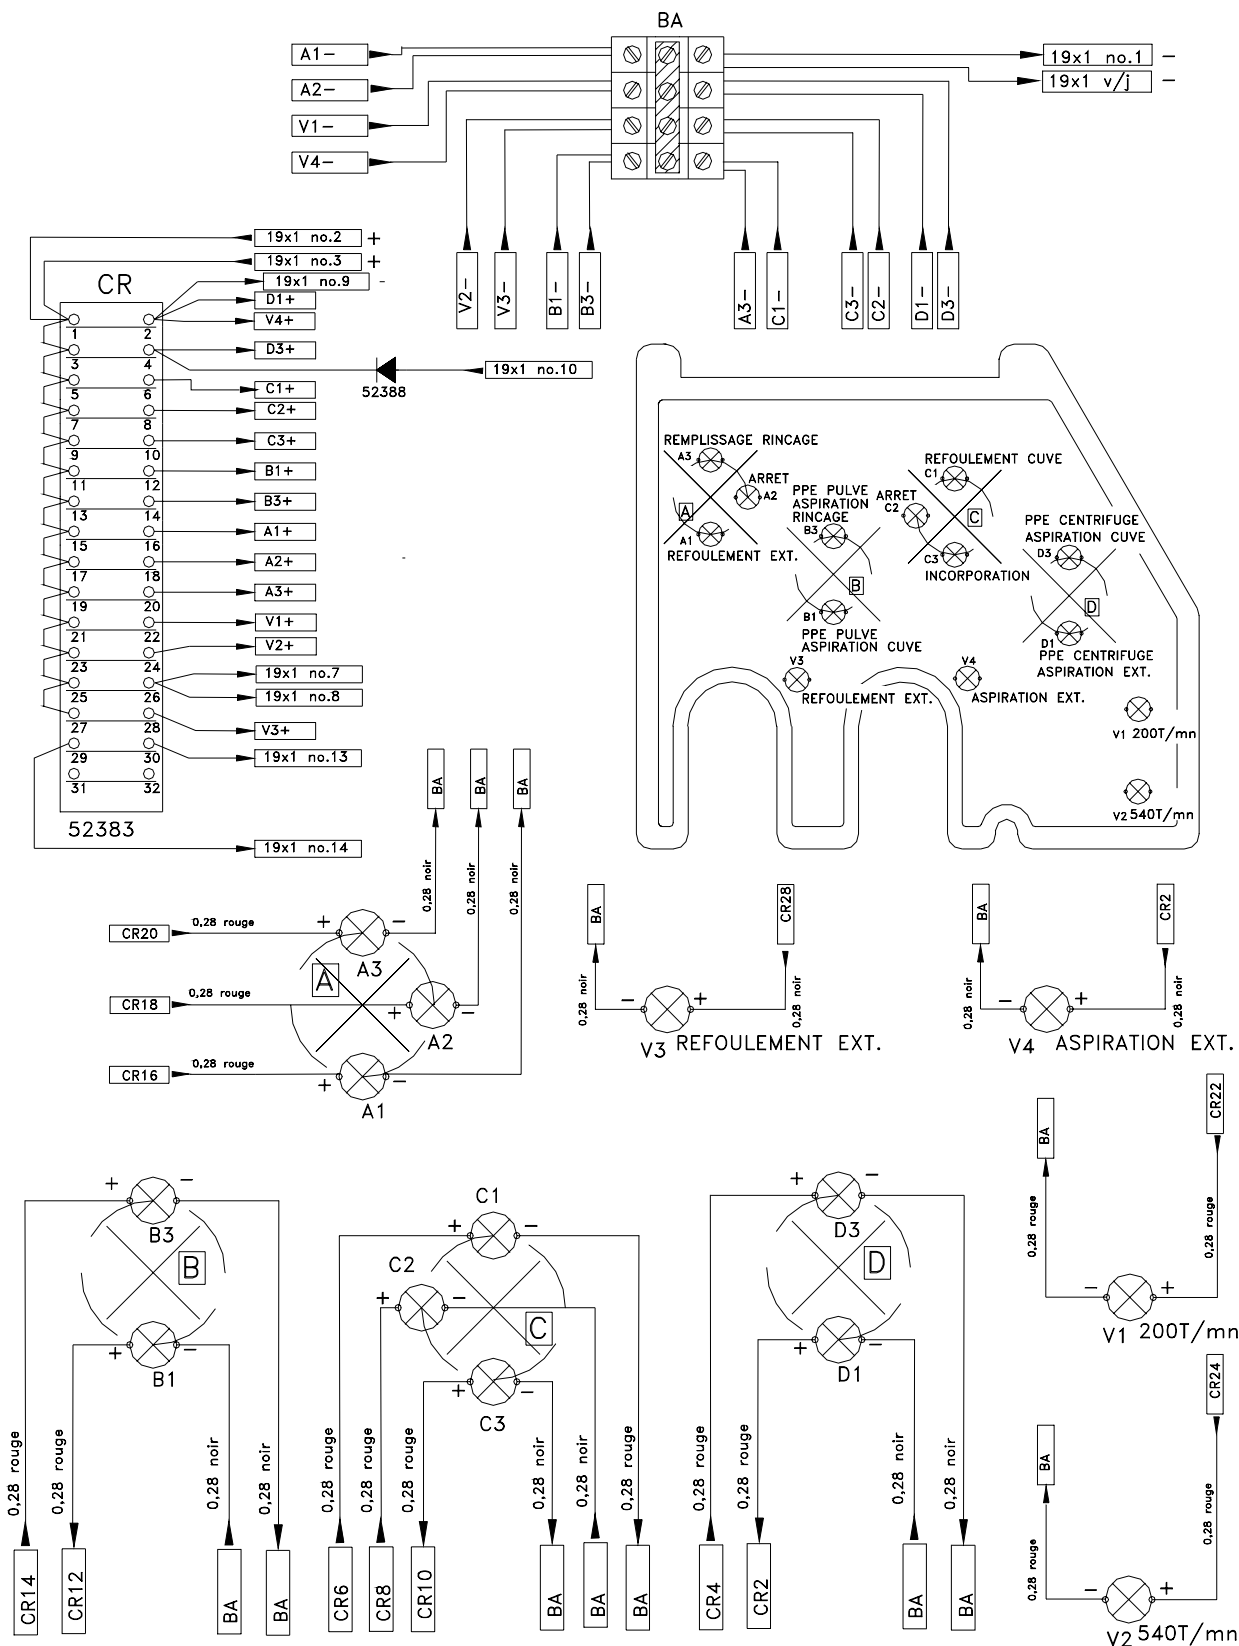 BA
A1-
A2-
V1-
V4-
19x1 no.1 -
19x1 v/j -
V2-
V3-
B1-
B3-
A3-
C1-
C3-
C2-
D1-
D3-
19x1 no.2 +
19x1 no.3 +
19x1 no.9 -
CR
D1+
V4+
D3+
19x1 no.10
52388
C1+
C2+
C3+
B1+
B3+
A1+
A2+
A3+
V1+
V2+
19x1 no.7
19x1 no.8
V3+
19x1 no.13
1 2
3 4
5 6
7 8
9 10
11 12
13 14
15 16
17 18
19 20
21 22
23 24
25 26
27 28
29 30
31 32
52383
19x1 no.14
REMPLISSAGE RINCAGE
A3
ARRET
A2
A
A1
REFOULEMENT EXT.
PPE PULVE
ASPIRATION
RINCAGE
B3
B
B1
PPE PULVE
ASPIRATION CUVE
REFOULEMENT CUVE
C1
ARRET
C2
C
C3
INCORPORATION
PPE CENTRIFUGE
ASPIRATION CUVE
D3
D
D1
PPE CENTRIFUGE
ASPIRATION EXT.
V3
REFOULEMENT EXT.
V4
ASPIRATION EXT.
V1 200T/mn
V2 540T/mn
BA
BA
BA
0,28 noir
0,28 noir
0,28 noir
CR20
0,28 rouge
+ -
A3
A
CR18
0,28 rouge
+ -
A2
CR16
0,28 rouge
+ -
A1
BA
CR28
0,28 noir
0,28 noir
- +
V3 REFOULEMENT EXT.
BA
CR2
0,28 noir
0,28 noir
- +
V4 ASPIRATION EXT.
BA
CR22
0,28 rouge
0,28 rouge
- +
V1 200T/mn
BA
CR24
0,28 rouge
0,28 rouge
- +
V2 540T/mn
+ -
B3
B
+ -
B1
0,28 rouge
0,28 rouge
0,28 noir
0,28 noir
CR14
CR12
BA
BA
C1
+ -
C2
+ -
C
+ -
C3
0,28 rouge
0,28 rouge
0,28 rouge
0,28 noir
0,28 noir
0,28 noir
CR6
CR8
CR10
BA
BA
BA
+ -
D3
D
+ -
D1
0,28 rouge
0,28 rouge
0,28 noir
0,28 noir
CR4
CR2
BA
BA